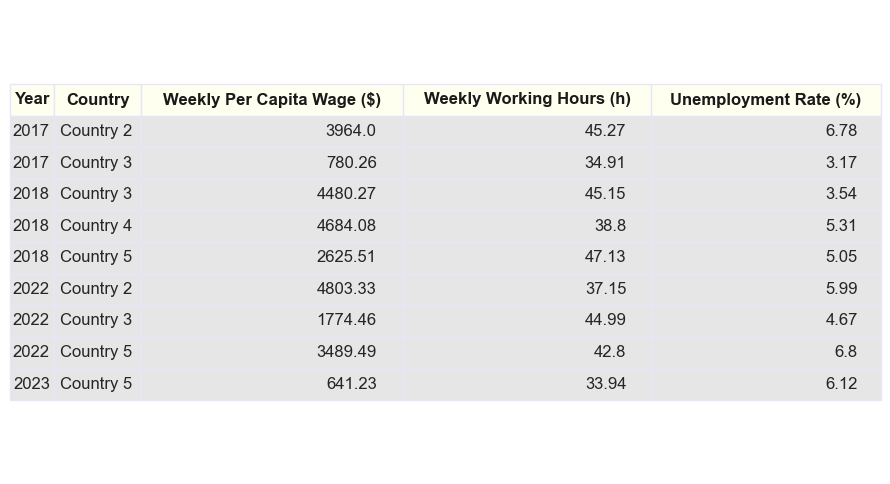 Year Country Weekly Per Capita Wage ($) Weekly Working Hours (h) Unemployment Rate (%)
2017 Country 2 3964.0 45.27 6.78
2017 Country 3 780.26 34.91 3.17
2018 Country 3 4480.27 45.15 3.54
2018 Country 4 4684.08 38.8 5.31
2018 Country 5 2625.51 47.13 5.05
2022 Country 2 4803.33 37.15 5.99
2022 Country 3 1774.46 44.99 4.67
2022 Country 5 3489.49 42.8 6.8
2023 Country 5 641.23 33.94 6.12